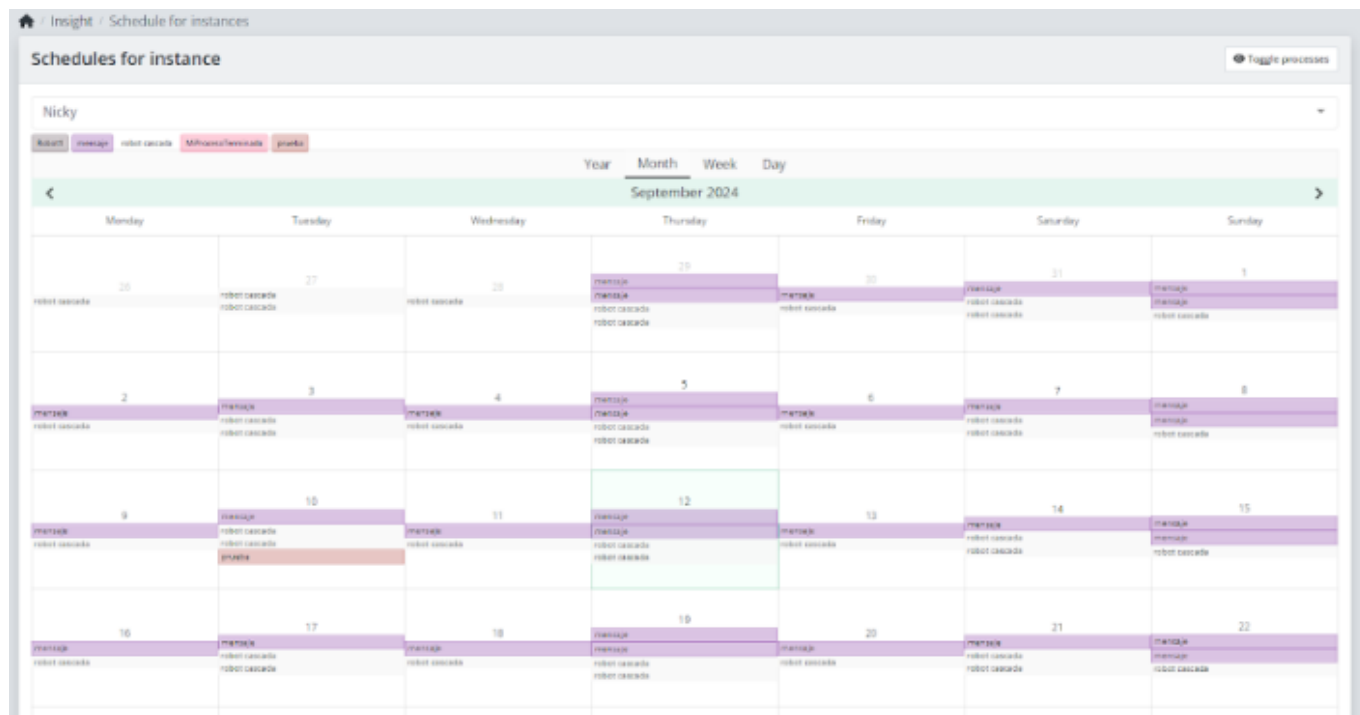 / Insight / Schedule for instances
Schedules for instance
Toggle processes
Nicky
Robot1 mensaje robot cascada MiProcesoTerminado prueba
Year Month Week Day
September 2024
Monday Tuesday Wednesday Thursday Friday Saturday Sunday
26
robot cascada
27
robot cascada
robot cascada
28
robot cascada
29
mensaje
mensaje
robot cascada
robot cascada
30
mensaje
robot cascada
31
mensaje
robot cascada
robot cascada
1
mensaje
mensaje
robot cascada
2
mensaje
robot cascada
3
mensaje
robot cascada
robot cascada
4
mensaje
robot cascada
5
mensaje
mensaje
robot cascada
robot cascada
6
mensaje
robot cascada
7
mensaje
robot cascada
robot cascada
8
mensaje
mensaje
robot cascada
9
mensaje
robot cascada
10
mensaje
robot cascada
robot cascada
prueba
11
mensaje
robot cascada
12
mensaje
mensaje
robot cascada
robot cascada
13
mensaje
robot cascada
14
mensaje
robot cascada
robot cascada
15
mensaje
mensaje
robot cascada
16
mensaje
robot cascada
17
mensaje
robot cascada
robot cascada
18
mensaje
robot cascada
19
mensaje
mensaje
robot cascada
robot cascada
20
mensaje
robot cascada
21
mensaje
robot cascada
robot cascada
22
mensaje
mensaje
robot cascada